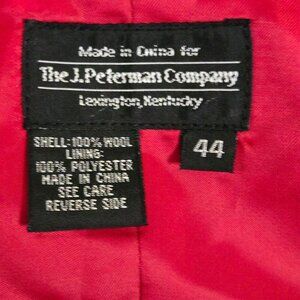 Made in China for
The J. Peterman Company
Lexington, Kentucky
SHELL: 100% WOOL
LINING:
100% POLYESTER
MADE IN CHINA
SEE CARE
REVERSE SIDE
44